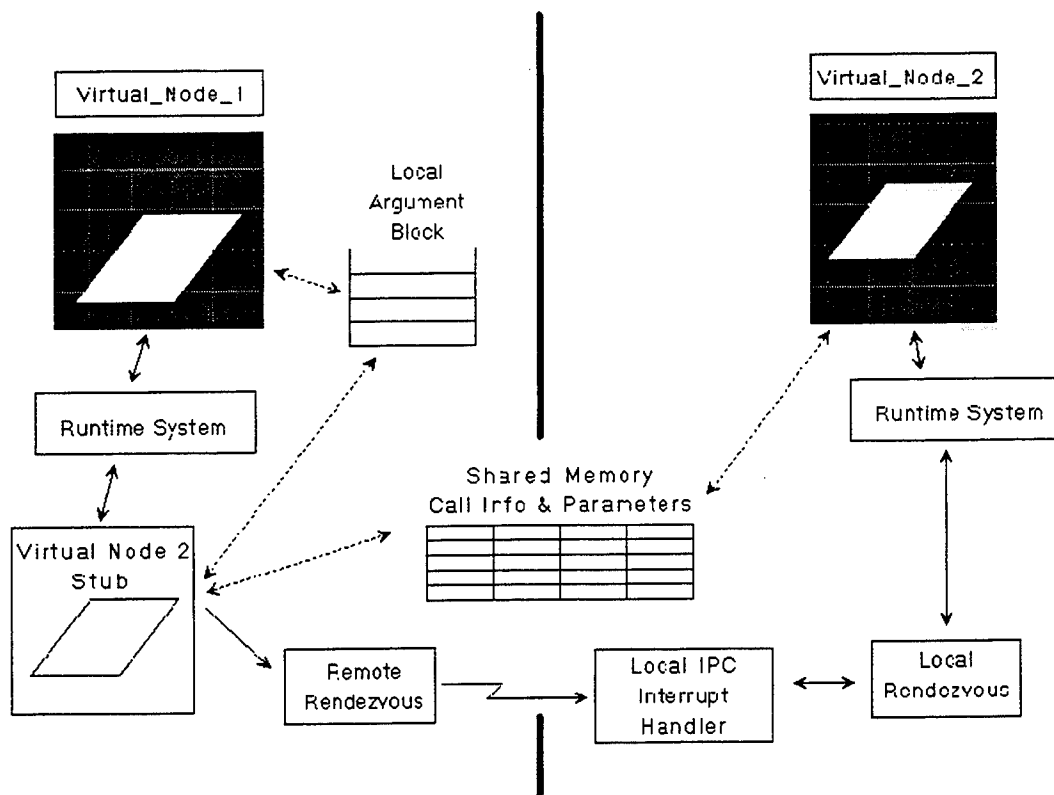 Virtual_Node_1
Virtual_Node_2
Local
Argument
Block
Runtime System
Runtime System
Shared Memory
Call Info & Parameters
Virtual Node 2
Stub
Remote
Rendezvous
Local IPC
Interrupt
Handler
Local
Rendezvous